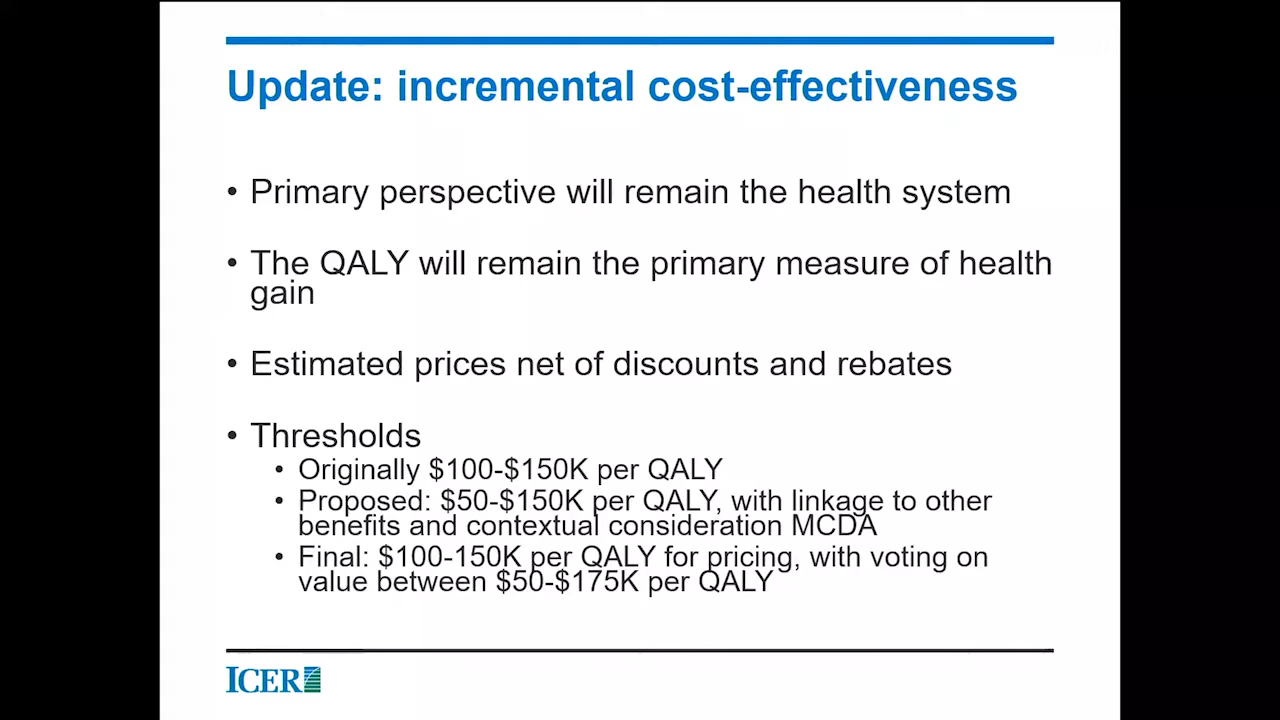 Update: incremental cost-effectiveness
• Primary perspective will remain the health system
• The QALY will remain the primary measure of health
gain
• Estimated prices net of discounts and rebates
• Thresholds
• Originally $100-$150K per QALY
• Proposed: $50-$150K per QALY, with linkage to other
benefits and contextual consideration MCDA
• Final: $100-150K per QALY for pricing, with voting on
value between $50-$175K per QALY
ICER